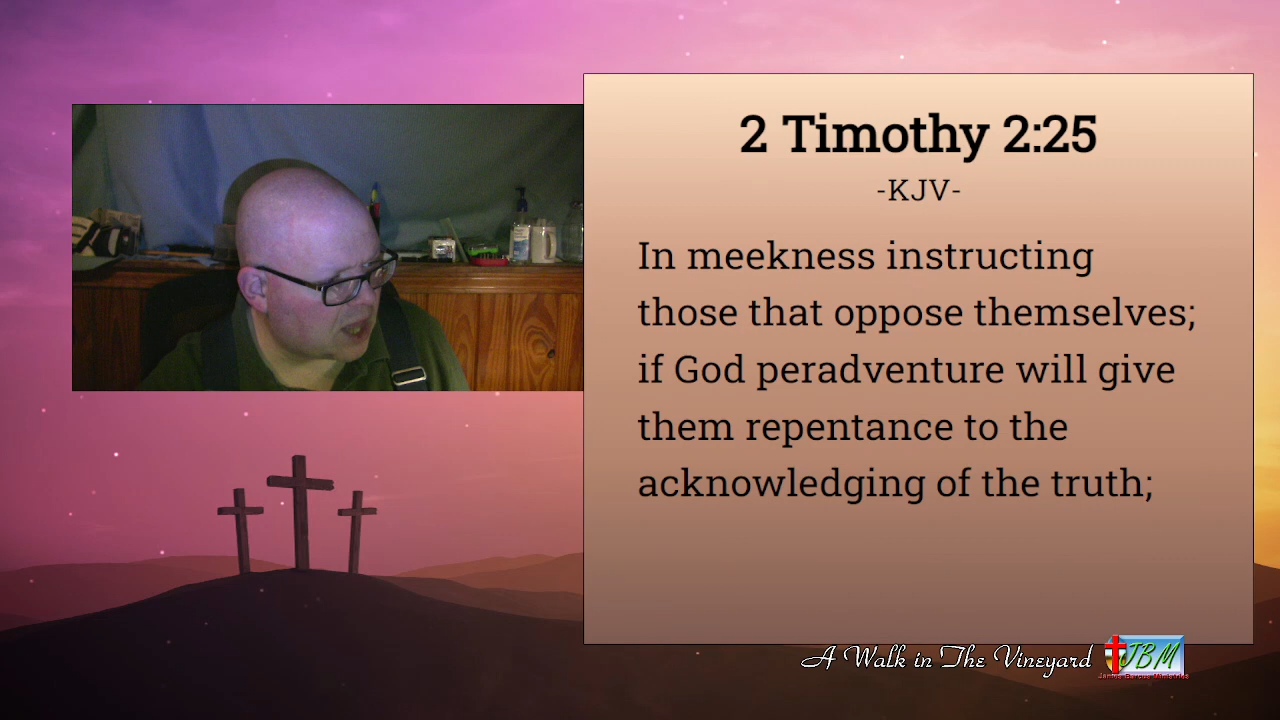 2 Timothy 2:25
-KJV-
In meekness instructing
those that oppose themselves;
if God peradventure will give
them repentance to the
acknowledging of the truth;
A Walk in The Vineyard
JBM